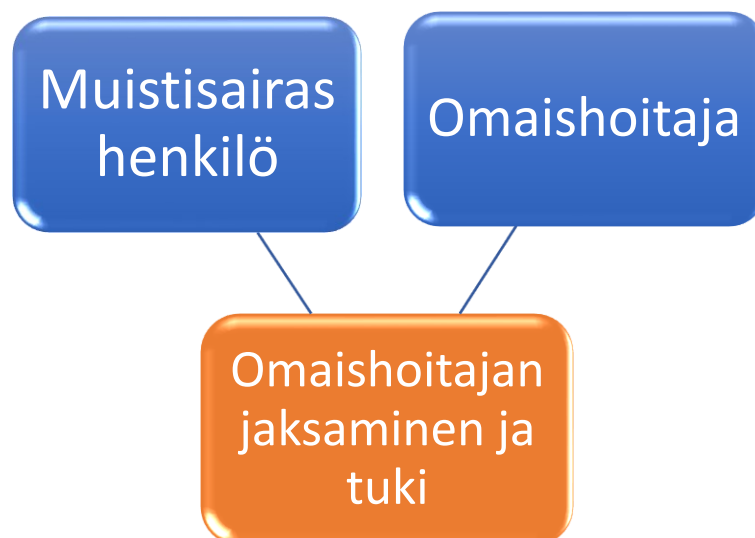 Muistisairas
henkilö
Omaishoitaja
Omaishoitajan
jaksaminen ja
tuki